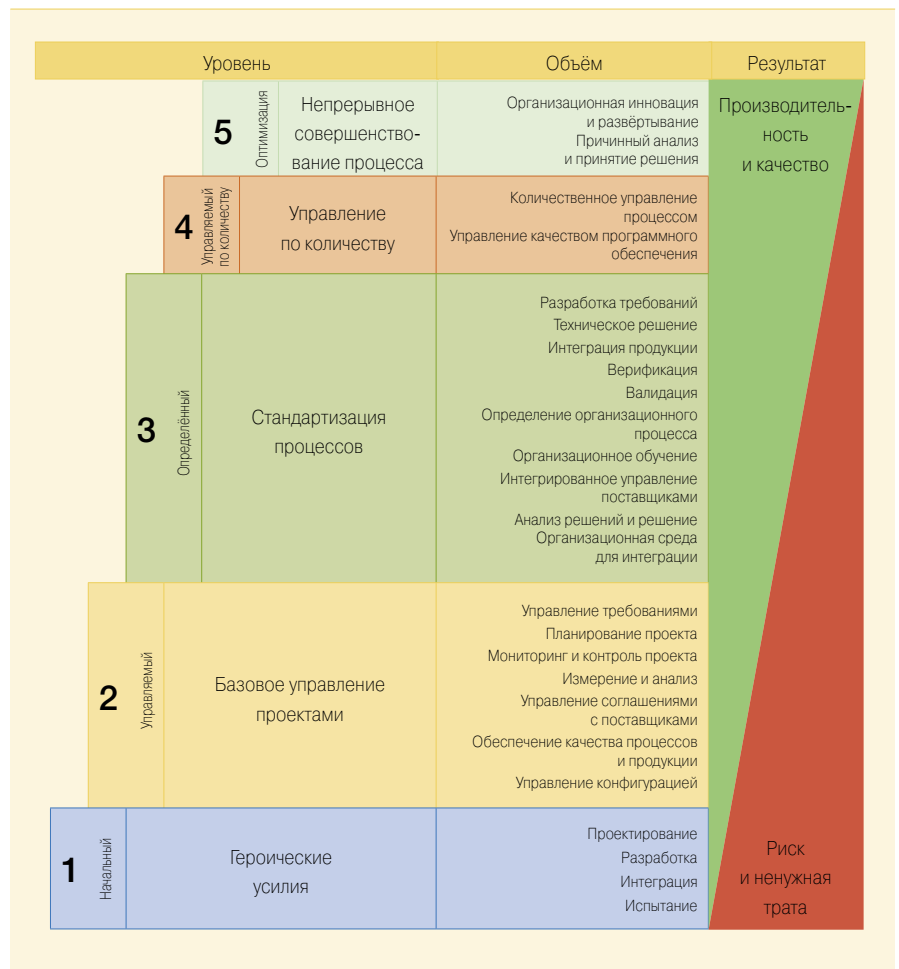 Уровень
Объём
Результат
5
Оптимизация
Непрерывное
совершенство-
вание процесса
Организационная инновация
и развёртывание
Причинный анализ
и принятие решения
Производитель-
ность
и качество
4
Управляемый
по количеству
Управление
по количеству
Количественное управление
процессом
Управление качеством программного
обеспечения
3
Определённый
Стандартизация
процессов
Разработка требований
Техническое решение
Интеграция продукции
Верификация
Валидация
Определение организационного
процесса
Организационное обучение
Интегрированное управление
поставщиками
Анализ решений и решение
Организационная среда
для интеграции
2
Управляемый
Базовое управление
проектами
Управление требованиями
Планирование проекта
Мониторинг и контроль проекта
Измерение и анализ
Управление соглашениями
с поставщиками
Обеспечение качества процессов
и продукции
Управление конфигурацией
1
Начальный
Героические
усилия
Проектирование
Разработка
Интеграция
Испытание
Риск
и ненужная
трата